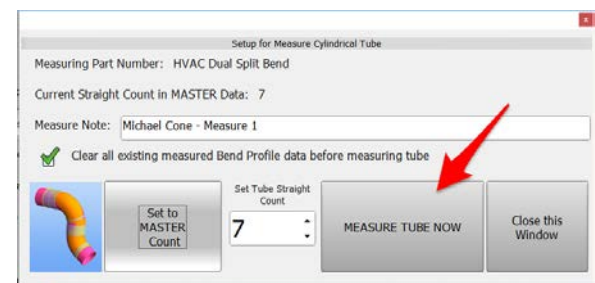 x
Setup for Measure Cylindrical Tube
Measuring Part Number: HVAC Dual Split Bend
Current Straight Count in MASTER Data: 7
Measure Note: Michael Cone - Measure 1
Clear all existing measured Bend Profile data before measuring tube
Set to
MASTER
Count
Set Tube Straight
Count
7
MEASURE TUBE NOW
Close this
Window